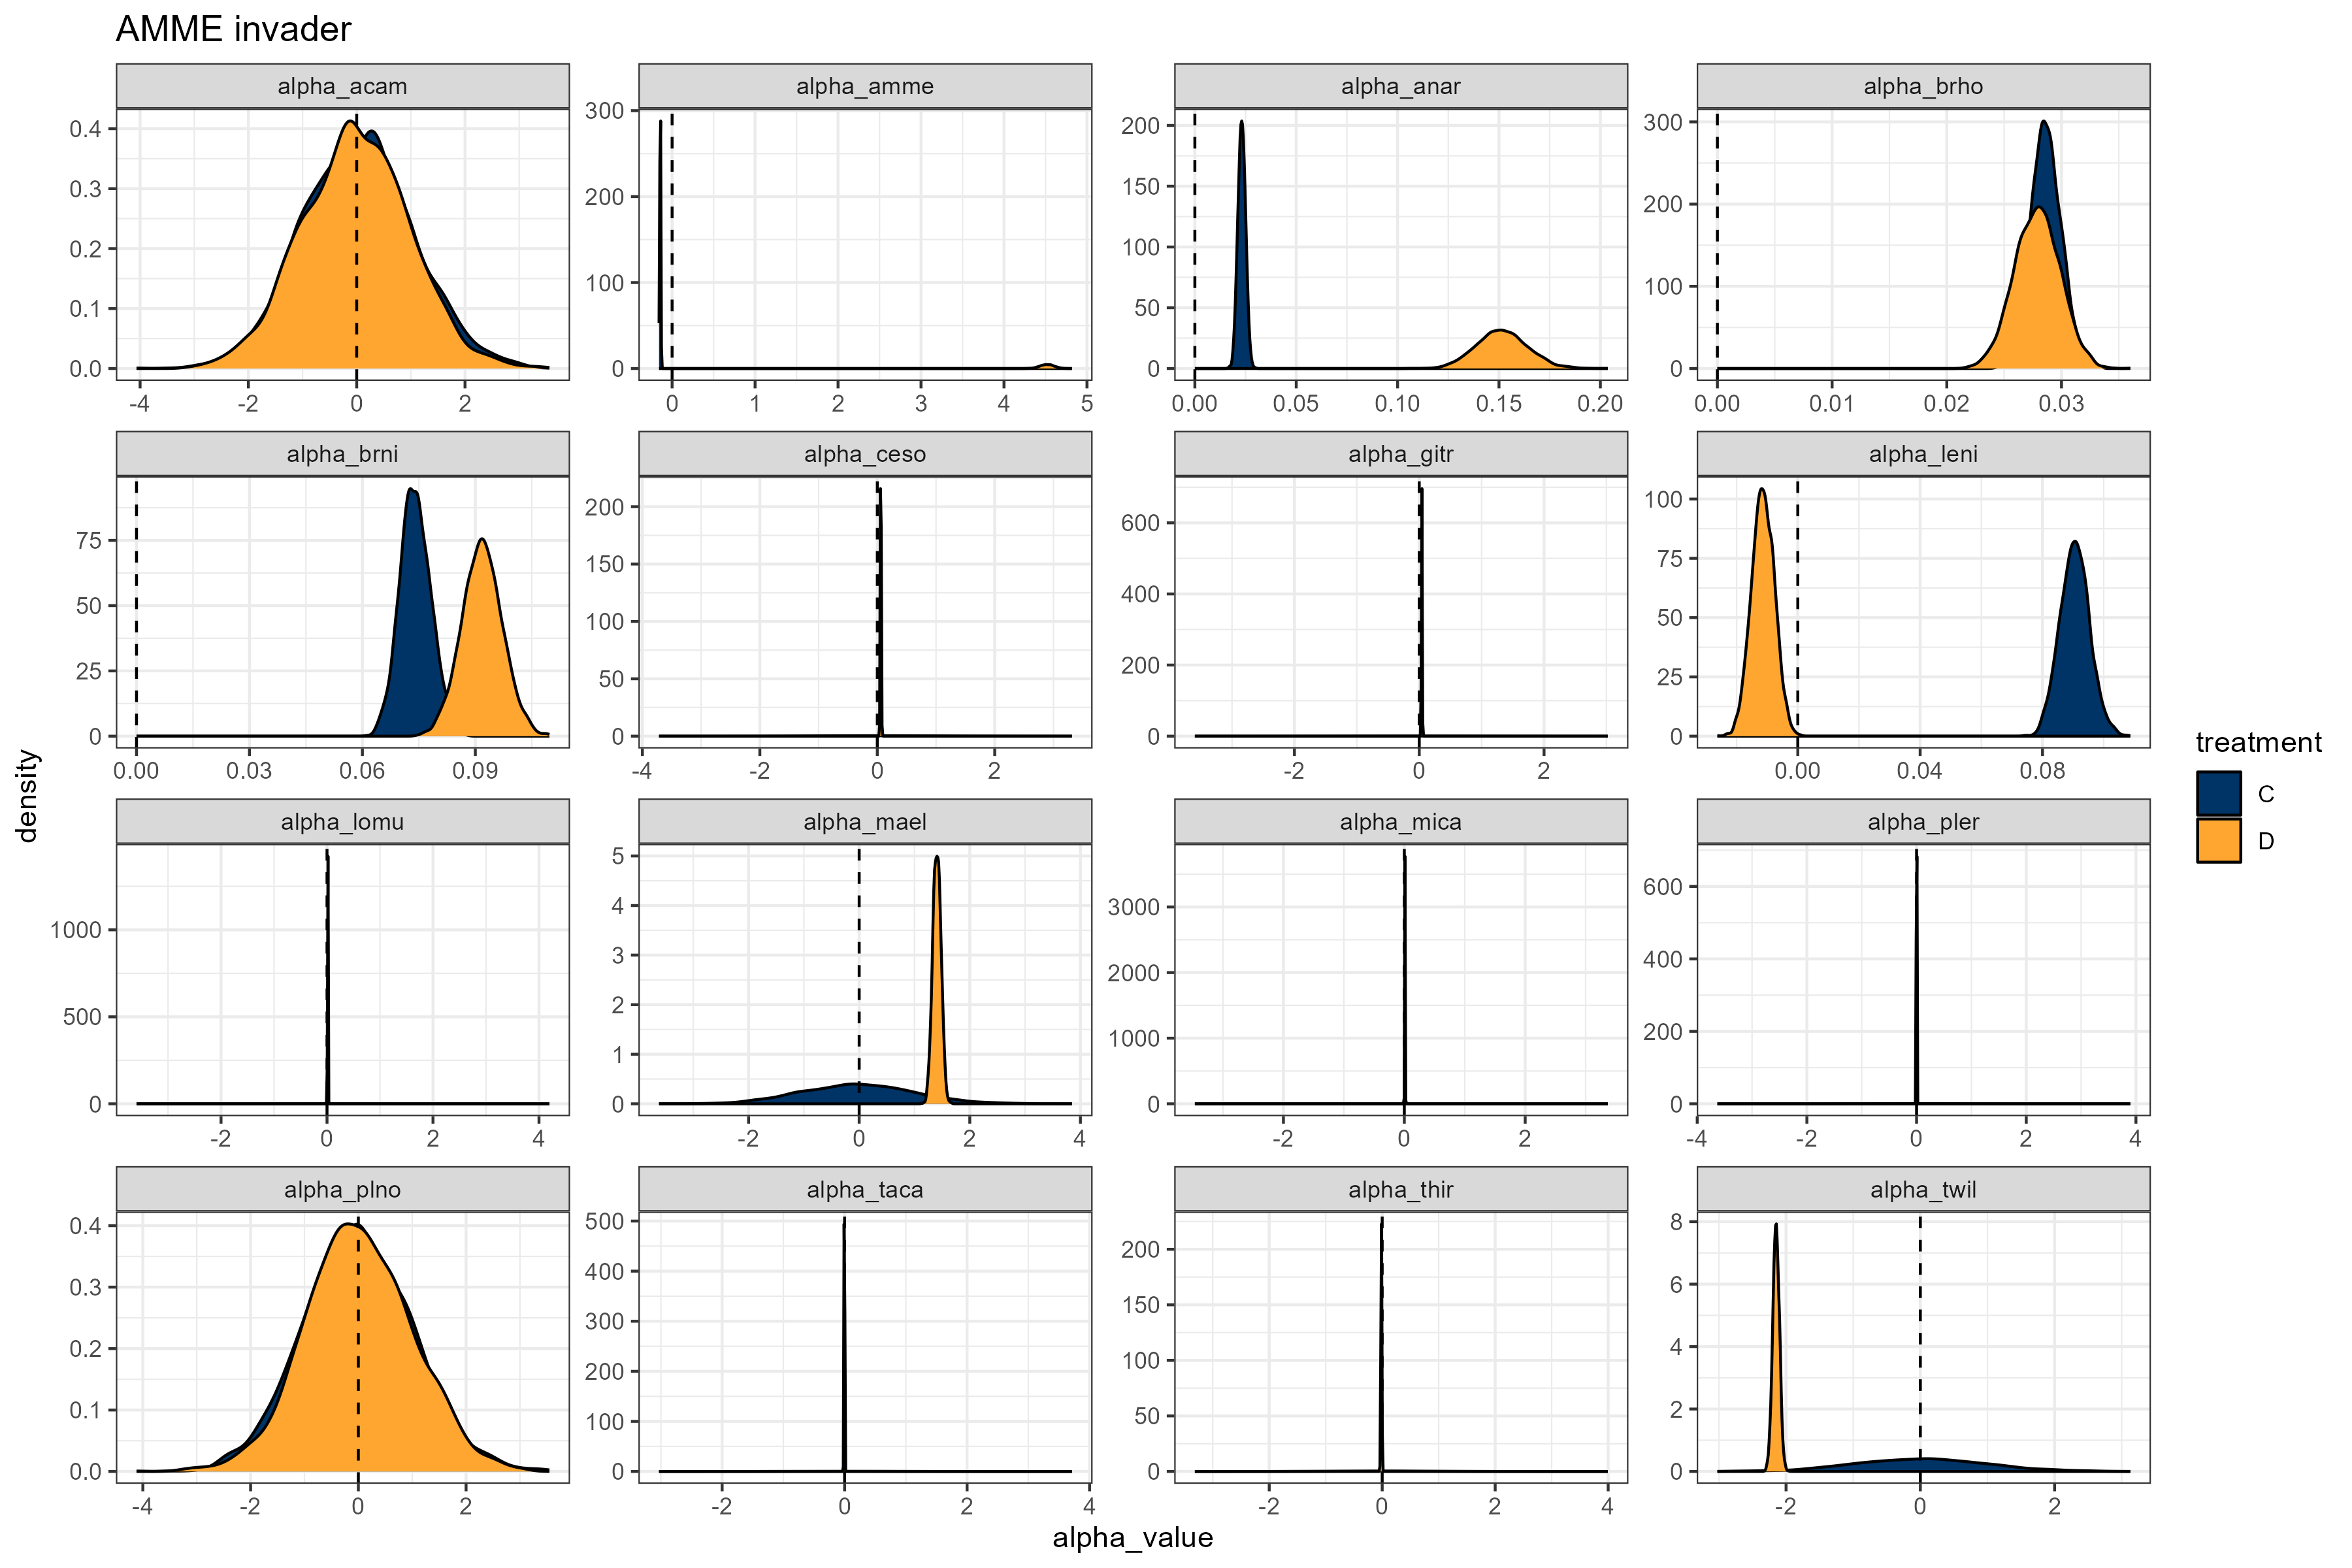 AMME invader
alpha_acam alpha_amme alpha_anar alpha_brho
0.4 0.3 0.2 0.1 0.0
300 200 100 0
200 150 100 50 0
300 200 100 0
-4 -2 0 2
0 1 2 3 4 5
0.00 0.05 0.10 0.15 0.20
0.00 0.01 0.02 0.03
alpha_brni alpha_ceso alpha_gitr alpha_leni
75 50 25 0
200 150 100 50 0
600 400 200 0
100 75 50 25 0
0.00 0.03 0.06 0.09
-4 -2 0 2
-2 0 2
0.00 0.04 0.08
alpha_lomu alpha_mael alpha_mica alpha_pler
1000 500 0
5 4 3 2 1 0
3000 2000 1000 0
600 400 200 0
-2 0 2 4
-2 0 2 4
-2 0 2
-4 -2 0 2 4
alpha_plno alpha_taca alpha_thir alpha_twil
0.4 0.3 0.2 0.1 0.0
500 400 300 200 100 0
200 150 100 50 0
8 6 4 2 0
-4 -2 0 2
-2 0 2 4
-2 0 2 4
-2 0 2
density
alpha_value
treatment
C
D